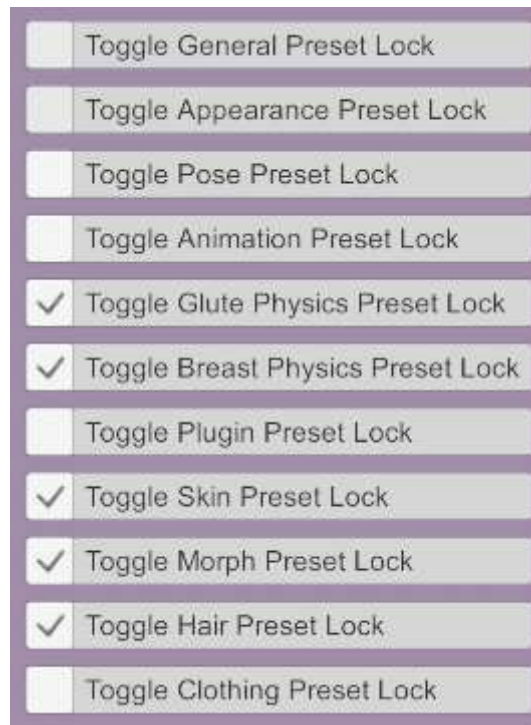 Toggle General Preset Lock
Toggle Appearance Preset Lock
Toggle Pose Preset Lock
Toggle Animation Preset Lock
Toggle Glute Physics Preset Lock
Toggle Breast Physics Preset Lock
Toggle Plugin Preset Lock
Toggle Skin Preset Lock
Toggle Morph Preset Lock
Toggle Hair Preset Lock
Toggle Clothing Preset Lock